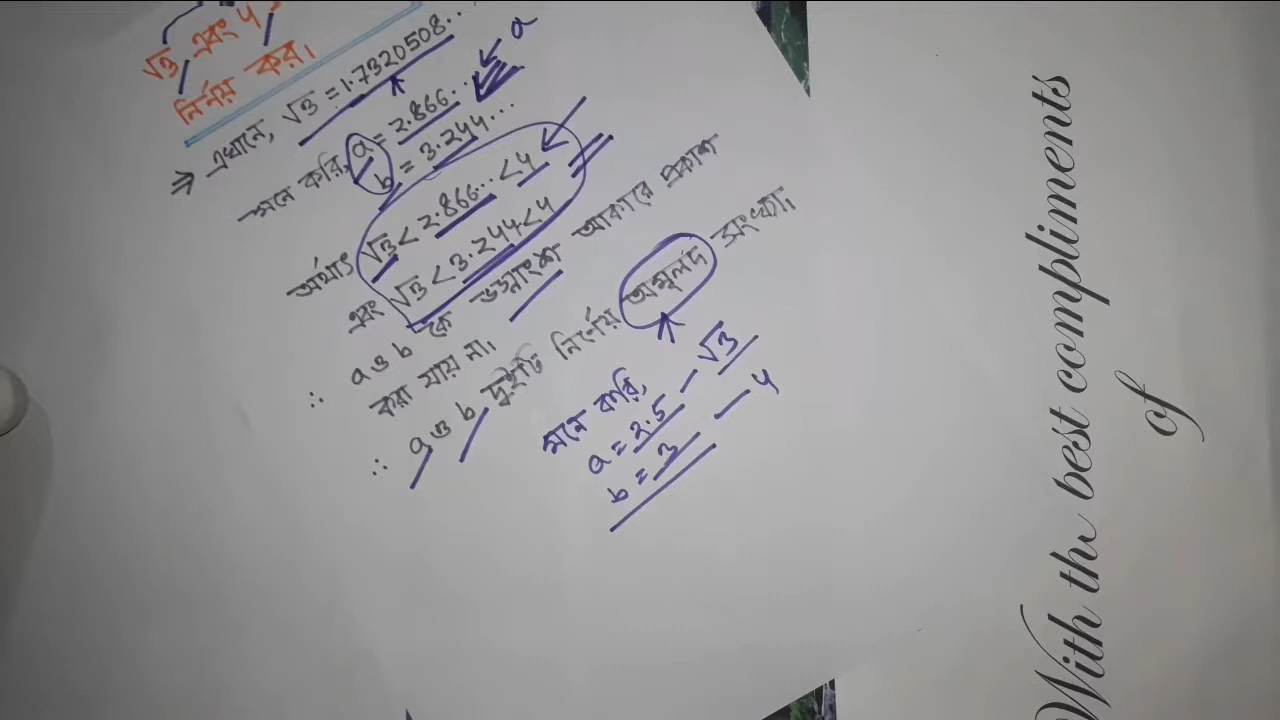 √3 এবং 4
নির্ণয় কর।
⇒ এখানে, √3 = 1.7320508..
মনে করি, a = 2.866... a
b = 3.244...
অর্থাৎ √3 < 2.866... < 4
এবং √3 < 3.244 < 4
∴ a ও b কে ভগ্নাংশ আকারে প্রকাশ
করা যায় না।
∴ a ও b দুইটি নির্ণেয় অমূলদ সংখ্যা।
মনে করি,
a = 2.5 — √3
b = 3 — 4
With the best compliments
of